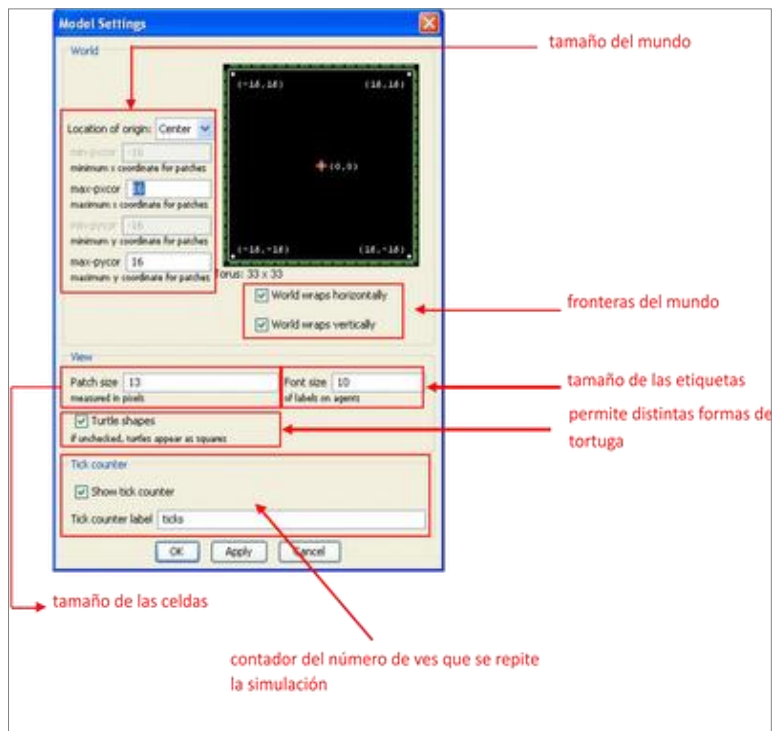 Model Settings
World
tamaño del mundo
(-16,16)
(16,16)
Location of origin: Center
min-pxcor -16
minimum x coordinate for patches
(0,0)
max-pxcor 16
maximum x coordinate for patches
min-pycor -16
minimum y coordinate for patches
(-16,-16)
(16,-16)
max-pycor 16
maximum y coordinate for patches
Torus: 33 x 33
World wraps horizontally
fronteras del mundo
World wraps vertically
View
Patch size 13
measured in pixels
Font size 10
of labels on agents
tamaño de las etiquetas
Turtle shapes
if unchecked, turtles appear as squares
permite distintas formas de
tortuga
Tick counter
Show tick counter
Tick counter label ticks
OK Apply Cancel
tamaño de las celdas
contador del número de ves que se repite
la simulación